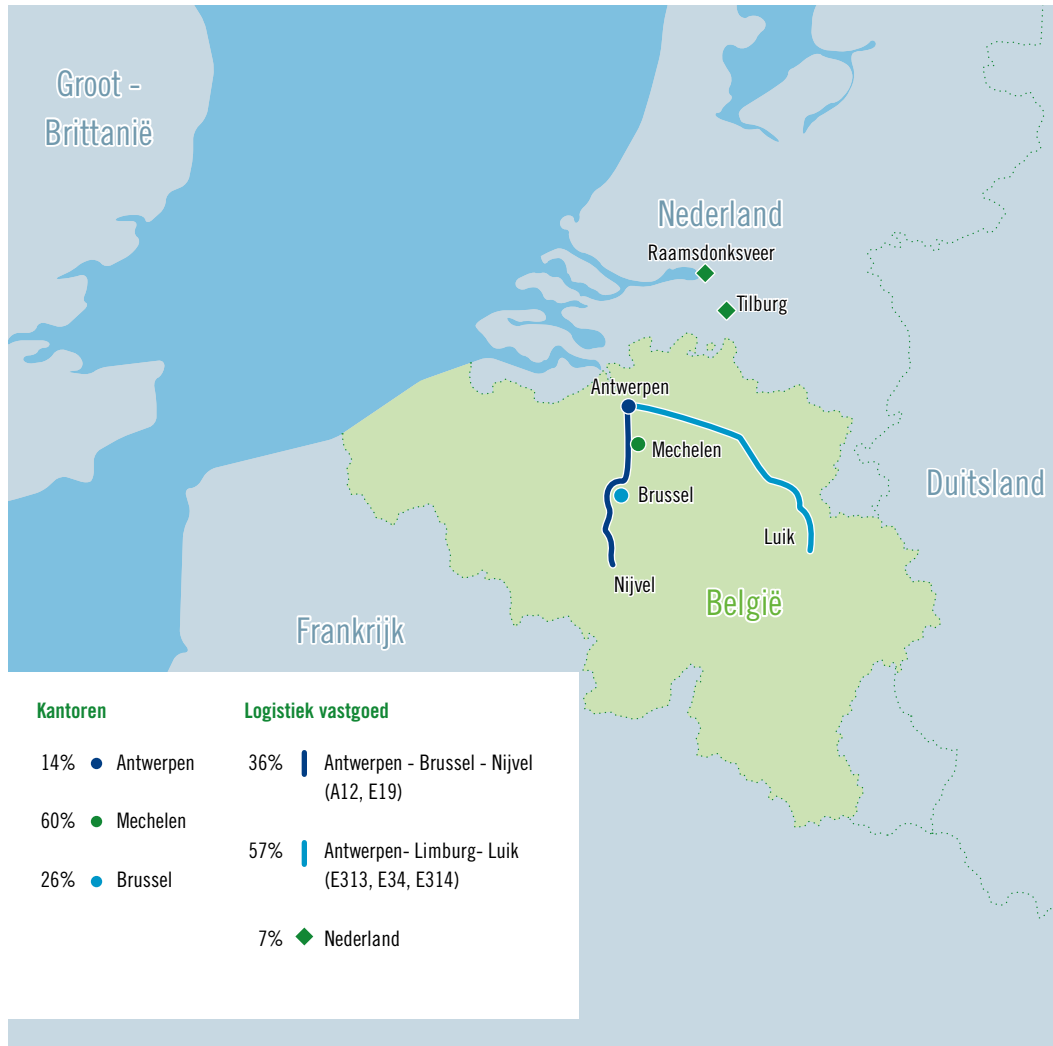 Groot -
Brittanië
Nederland
Raamsdonksveer
Tilburg
Antwerpen
Mechelen
Duitsland
Brussel
Luik
Nijvel
België
Frankrijk
Kantoren
14% Antwerpen
60% Mechelen
26% Brussel
Logistiek vastgoed
36% Antwerpen - Brussel - Nijvel
(A12, E19)
57% Antwerpen- Limburg- Luik
(E313, E34, E314)
7% Nederland